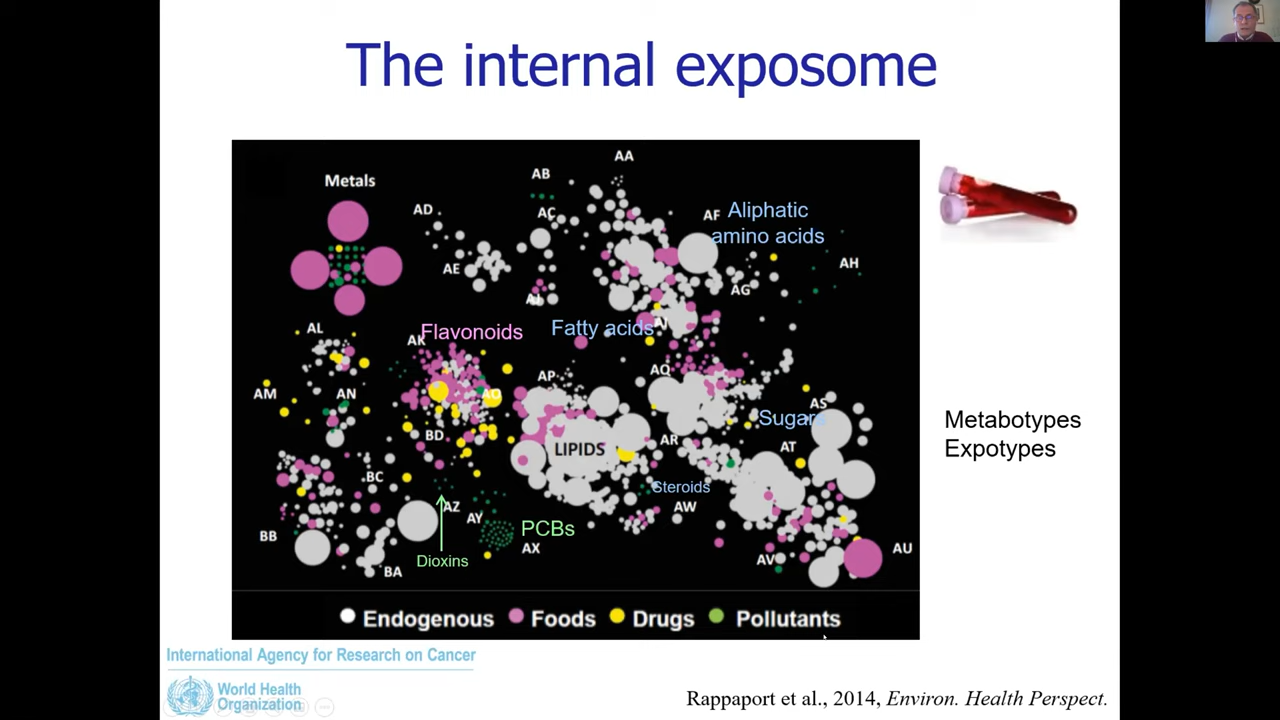 The internal exposome
AA
AB
Metals
AD
AC
AF
Aliphatic
amino acids
AE
AH
AG
AJ
AL
Flavonoids
Fatty acids
AK
AQ
AP
AM
AN
AO
AS
Sugars
Metabotypes
Expotypes
BD
AR
AT
LIPIDS
BC
Steroids
AZ
AW
AY
PCBs
BB
AX
AU
Dioxins
AV
BA
Endogenous
Foods
Drugs
Pollutants
International Agency for Research on Cancer
World Health
Organization
Rappaport et al., 2014, Environ. Health Perspect.